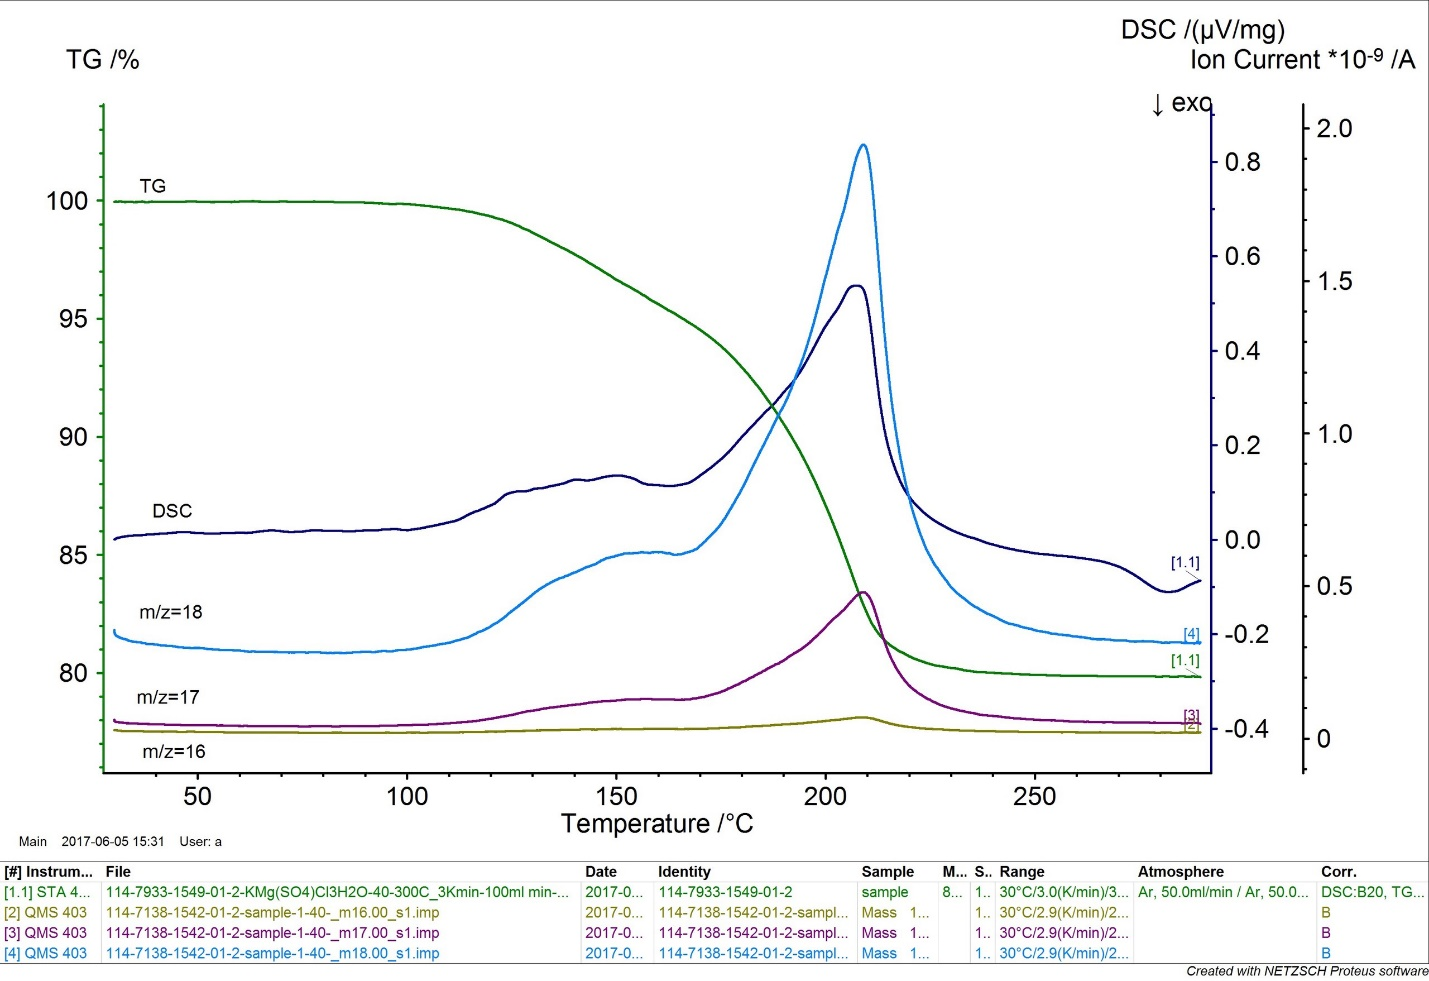 DSC /(µV/mg)
TG /%
Ion Current *10-9 /A
↓ exo
2.0
0.8
TG
100
0.6
1.5
95
0.4
1.0
90
0.2
DSC
0.0
85
[1.1]
0.5
m/z=18
[4]
-0.2
[1.1]
80
m/z=17
[3]
[2]
-0.4
0
m/z=16
50 100 150 200 250
Temperature /°C
Main 2017-06-05 15:31 User: a
[#] Instrum... File Date Identity Sample M... S.. Range Atmosphere Corr.
[1.1] STA 4... 114-7933-1549-01-2-KMg(SO4)Cl3H2O-40-300C_3Kmin-100ml min-... 2017-0... 114-7933-1549-01-2 sample 8... 1.. 30°C/3.0(K/min)/3... Ar, 50.0ml/min / Ar, 50.0... DSC:B20, TG...
[2] QMS 403 114-7138-1542-01-2-sample-1-40-_m16.00_s1.imp 2017-0... 114-7138-1542-01-2-sampl... Mass 1... 1.. 30°C/2.9(K/min)/2... B
[3] QMS 403 114-7138-1542-01-2-sample-1-40-_m17.00_s1.imp 2017-0... 114-7138-1542-01-2-sampl... Mass 1... 1.. 30°C/2.9(K/min)/2... B
[4] QMS 403 114-7138-1542-01-2-sample-1-40-_m18.00_s1.imp 2017-0... 114-7138-1542-01-2-sampl... Mass 1... 1.. 30°C/2.9(K/min)/2... B
Created with NETZSCH Proteus software